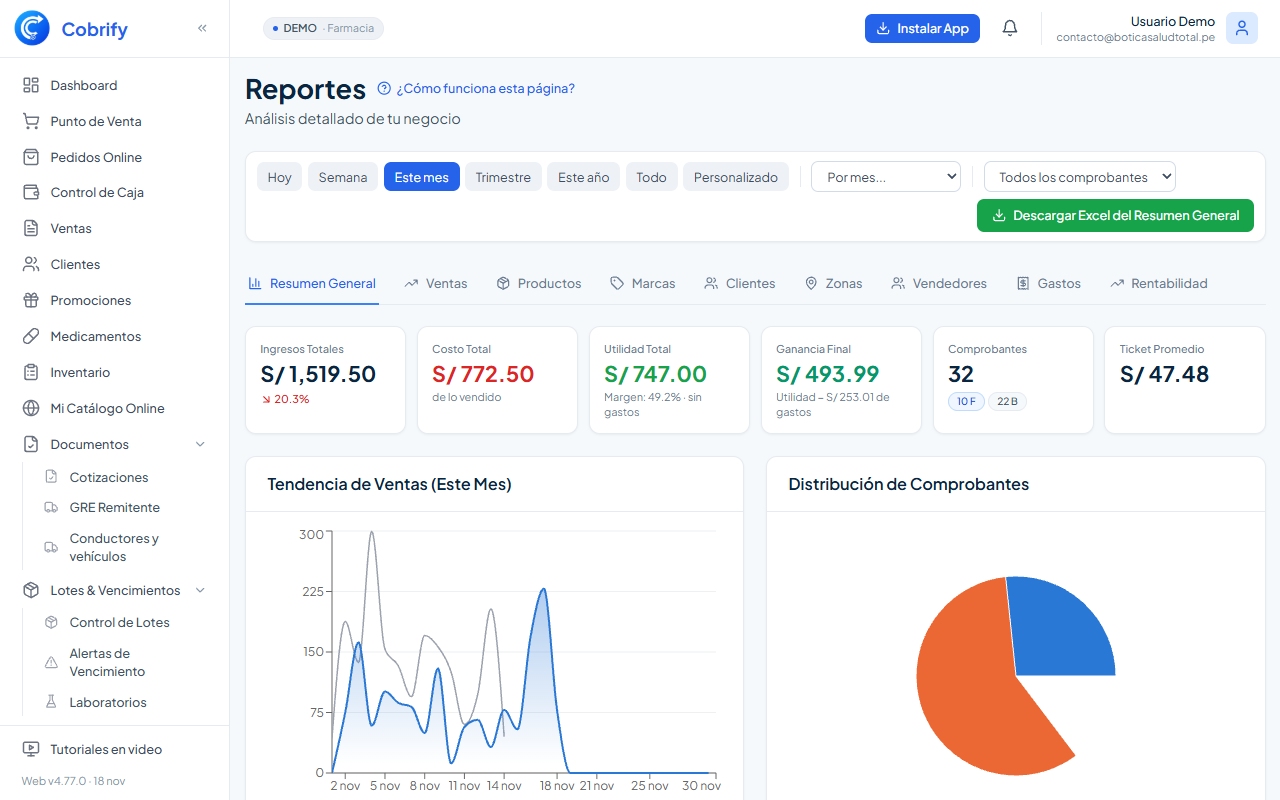 Cobrify
DEMO · Farmacia
Instalar App
Usuario Demo
contacto@boticasaludtotal.pe
Dashboard
Punto de Venta
Pedidos Online
Control de Caja
Ventas
Clientes
Promociones
Medicamentos
Inventario
Mi Catálogo Online
Documentos
Cotizaciones
GRE Remitente
Conductores y
vehículos
Lotes & Vencimientos
Control de Lotes
Alertas de
Vencimiento
Laboratorios
Tutoriales en video
Web v4.77.0 · 18 nov
Reportes
¿Cómo funciona esta página?
Análisis detallado de tu negocio
Hoy
Semana
Este mes
Trimestre
Este año
Todo
Personalizado
Por mes...
Todos los comprobantes
Descargar Excel del Resumen General
Resumen General
Ventas
Productos
Marcas
Clientes
Zonas
Vendedores
Gastos
Rentabilidad
Ingresos Totales
S/ 1,519.50
20.3%
Costo Total
S/ 772.50
de lo vendido
Utilidad Total
S/ 747.00
Margen: 49.2% · sin
gastos
Ganancia Final
S/ 493.99
Utilidad – S/ 253.01 de
gastos
Comprobantes
32
10 F
22 B
Ticket Promedio
S/ 47.48
Tendencia de Ventas (Este Mes)
300
225
150
75
0
2 nov
5 nov
8 nov
11 nov
14 nov
18 nov
21 nov
25 nov
30 nov
Distribución de Comprobantes